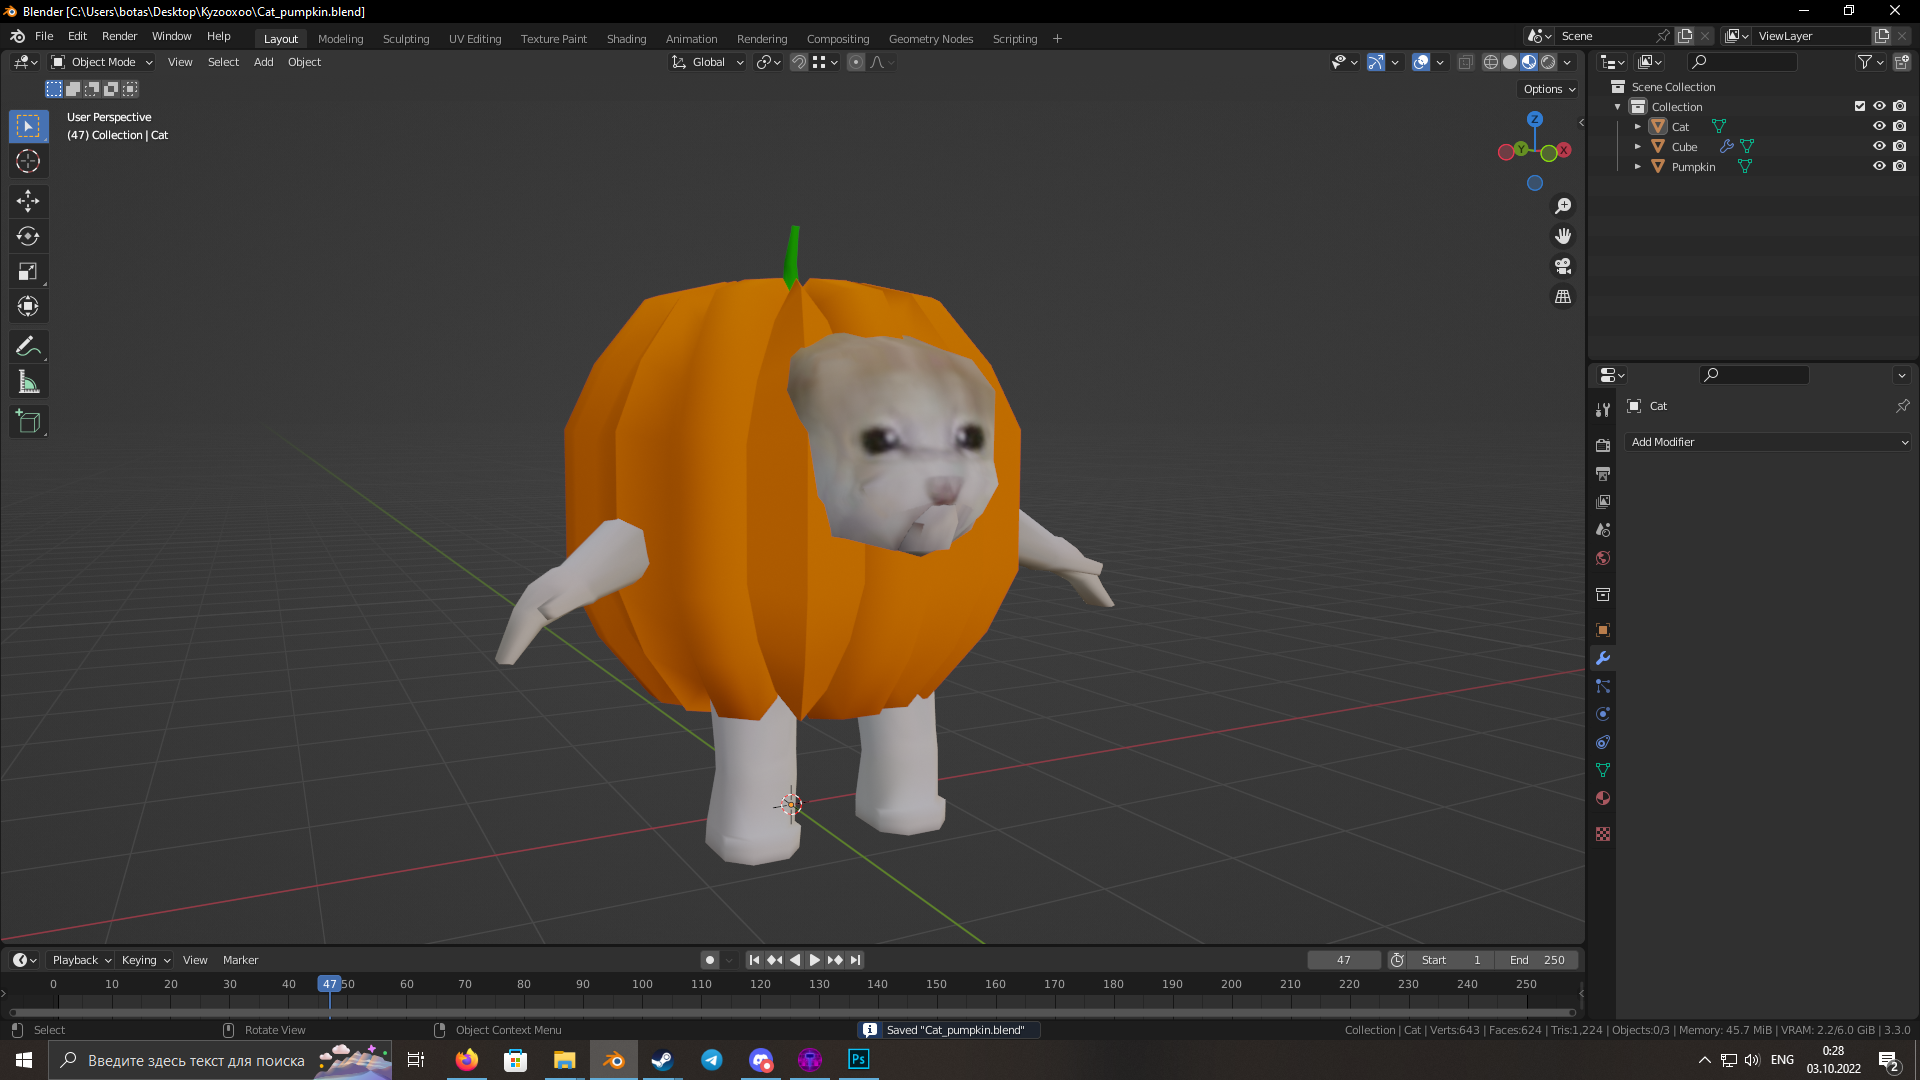 Blender [C:\Users\botas\Desktop\Kyzooxoo\Cat_pumpkin.blend]
File Edit Render Window Help Layout Modeling Sculpting UV Editing Texture Paint Shading Animation Rendering Compositing Geometry Nodes Scripting + Scene ViewLayer
Object Mode View Select Add Object Global
Options
User Perspective
(47) Collection | Cat
Z
Y
X
Scene Collection
Collection
Cat
Cube
Pumpkin
Cat
Add Modifier
Playback Keying View Marker 47 Start 1 End 250
0 10 20 30 40 47 50 60 70 80 90 100 110 120 130 140 150 160 170 180 190 200 210 220 230 240 250
Select Rotate View Object Context Menu Saved "Cat_pumpkin.blend" Collection | Cat | Verts:643 | Faces:624 | Tris:1,224 | Objects:0/3 | Memory: 45.7 MiB | VRAM: 2.2/6.0 GiB | 3.3.0
Введите здесь текст для поиска Ps ENG 0:28
03.10.2022
2